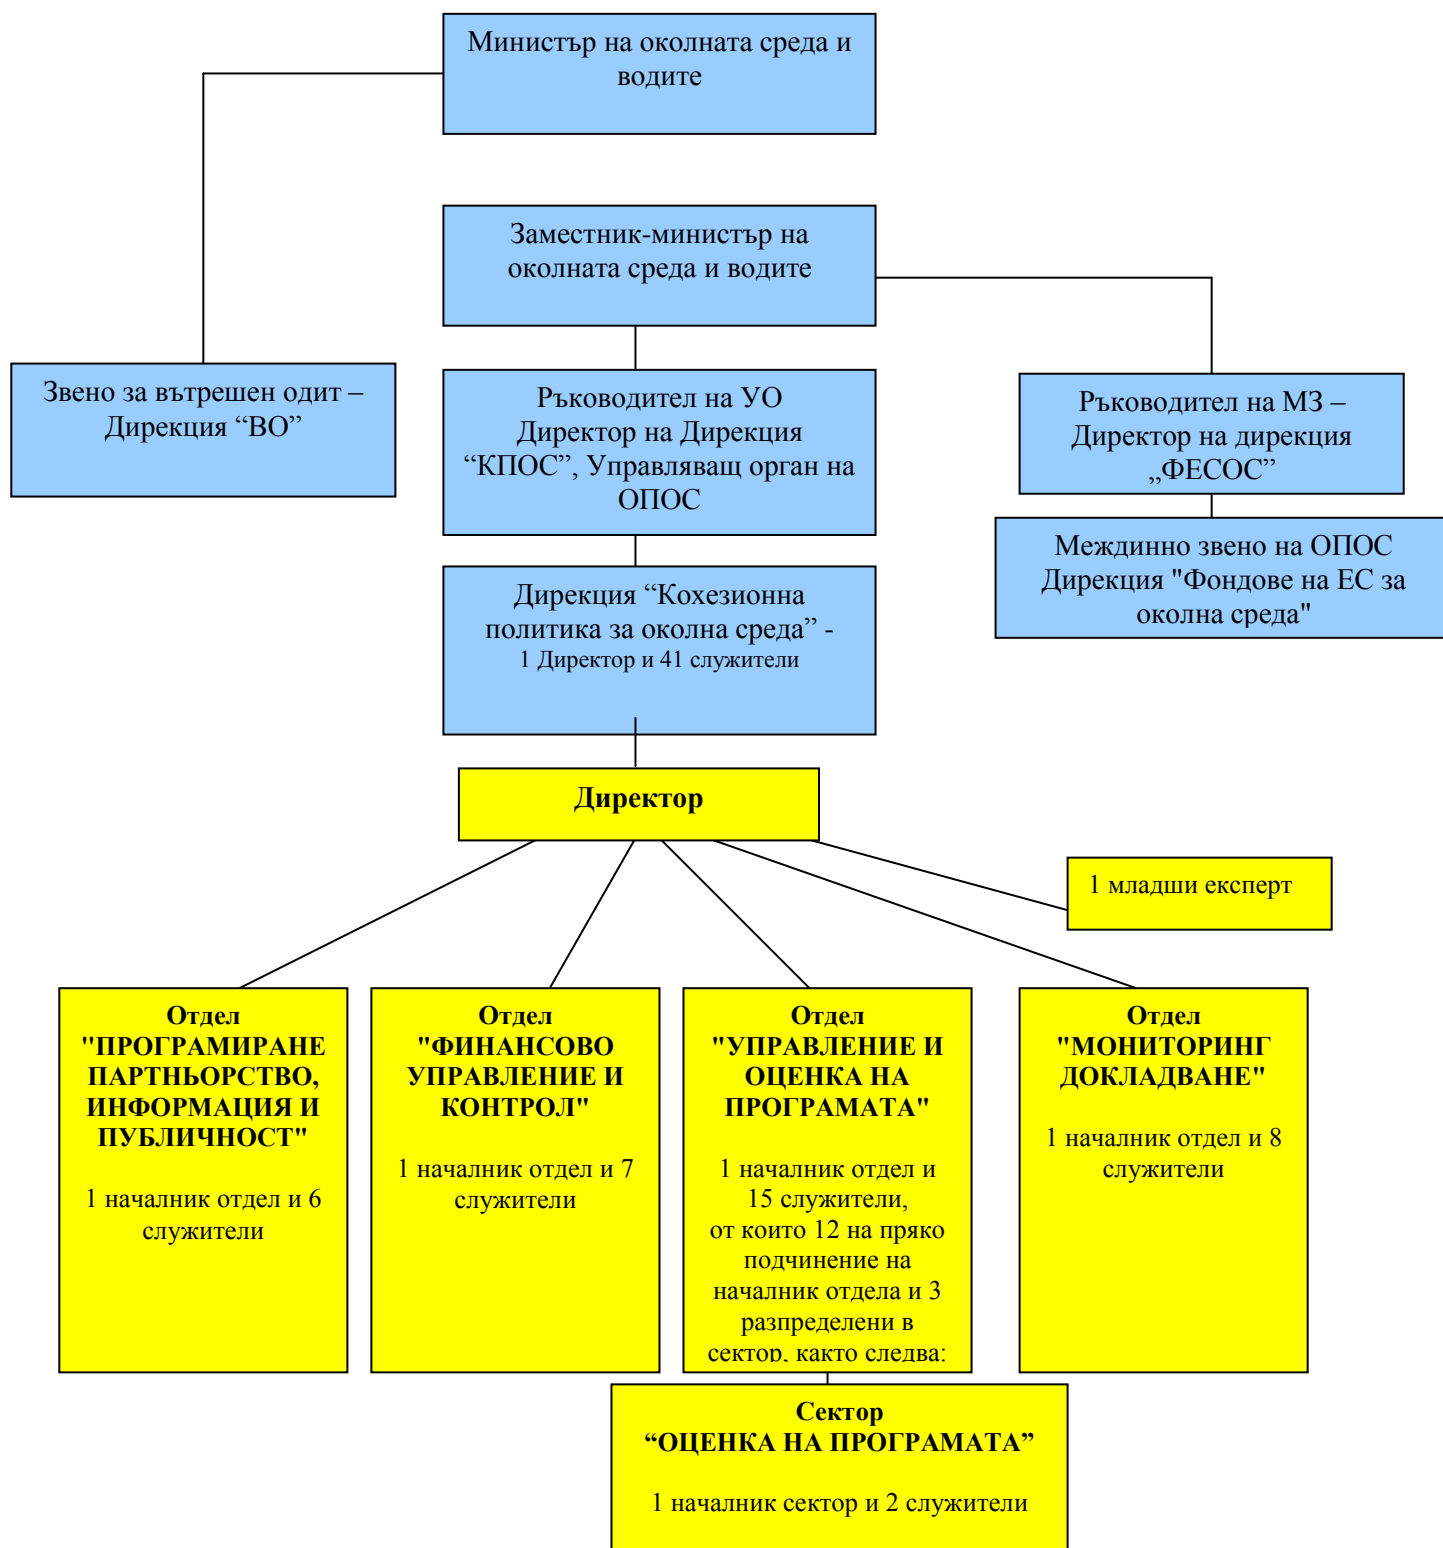 Министър на околната среда и
водите
Заместник-министър на
околната среда и водите
Звено за вътрешен одит –
Дирекция “ВО”
Ръководител на УО
Директор на Дирекция
“КПОС”, Управляващ орган на
ОПОС
Ръководител на МЗ –
Директор на дирекция
„ФЕСОС”
Междинно звено на ОПОС
Дирекция "Фондове на ЕС за
околна среда"
Дирекция “Кохезионна
политика за околна среда” -
1 Директор и 41 служители
Директор
1 младши експерт
Отдел
"ПРОГРАМИРАНЕ
ПАРТНЬОРСТВО,
ИНФОРМАЦИЯ И
ПУБЛИЧНОСТ"
1 началник отдел и 6
служители
Отдел
"ФИНАНСОВО
УПРАВЛЕНИЕ И
КОНТРОЛ"
1 началник отдел и 7
служители
Отдел
"УПРАВЛЕНИЕ И
ОЦЕНКА НА
ПРОГРАМАТА"
1 началник отдел и
15 служители,
от които 12 на пряко
подчинение на
началник отдела и 3
разпределени в
сектор, както следва:
Отдел
"МОНИТОРИНГ
ДОКЛАДВАНЕ"
1 началник отдел и 8
служители
Сектор
“ОЦЕНКА НА ПРОГРАМАТА”
1 началник сектор и 2 служители